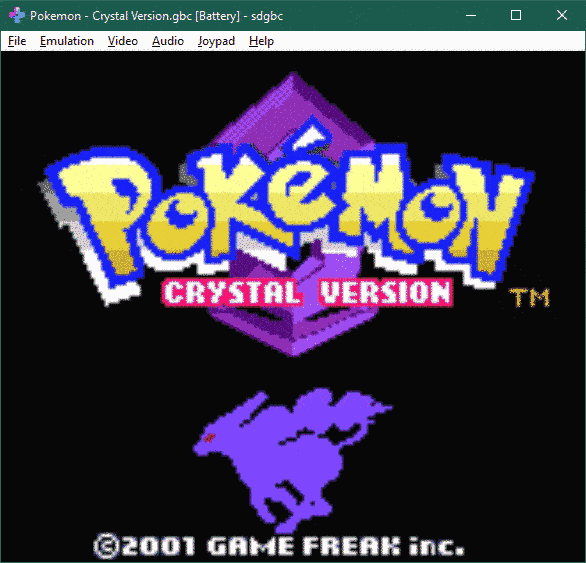 Pokemon - Crystal Version.gbc [Battery] - sdgbc
File Emulation Video Audio Joypad Help
POKéMON
CRYSTAL VERSION TM
©2001 GAME FREAK inc.